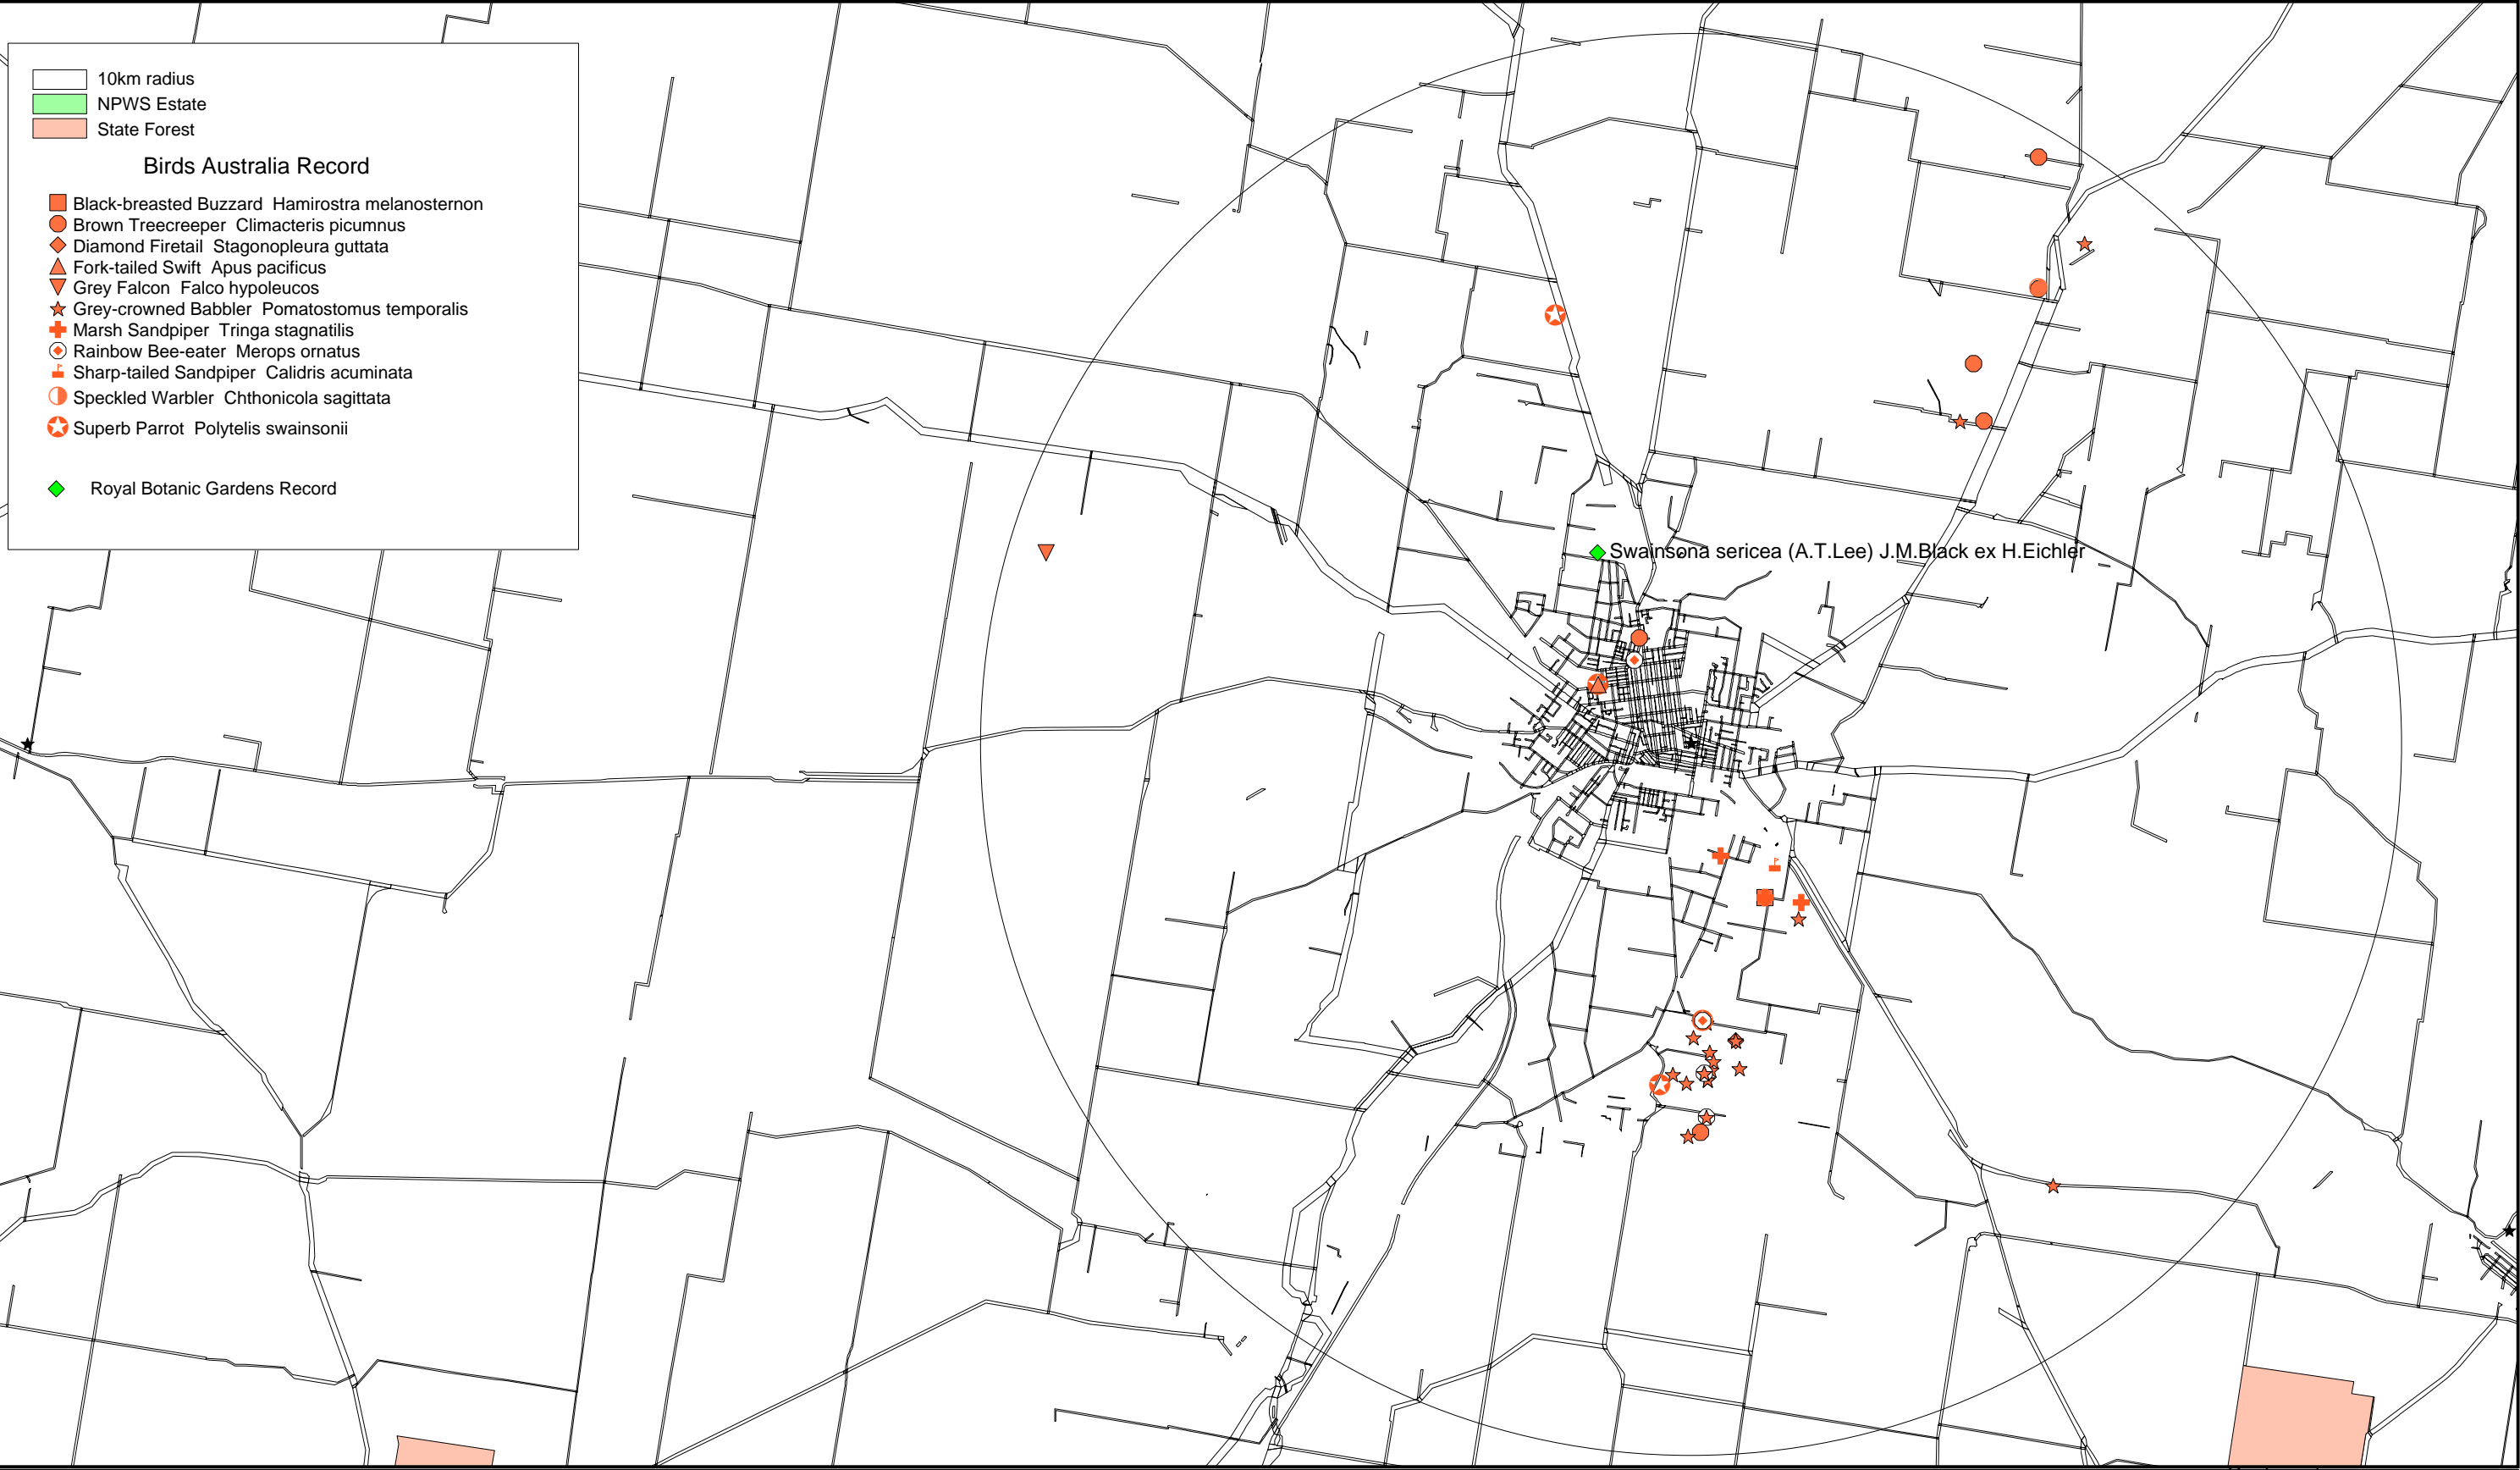 10km radius
NPWS Estate
State Forest
Birds Australia Record
Black-breasted Buzzard Hamirostra melanosternon
Brown Treecreeper Climacteris picumnus
Diamond Firetail Stagonopleura guttata
Fork-tailed Swift Apus pacificus
Grey Falcon Falco hypoleucos
Grey-crowned Babbler Pomatostomus temporalis
Marsh Sandpiper Tringa stagnatilis
Rainbow Bee-eater Merops ornatus
Sharp-tailed Sandpiper Calidris acuminata
Speckled Warbler Chthonicola sagittata
Superb Parrot Polytelis swainsonii
Royal Botanic Gardens Record
Swainsona sericea (A.T.Lee) J.M.Black ex H.Eichler